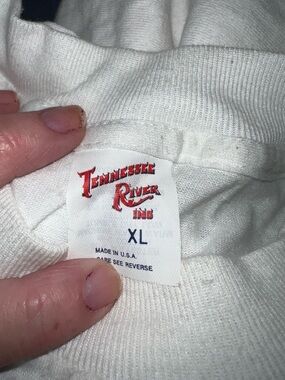 TENNESSEE
RIVER
INC
XL
MADE IN U.S.A.
CARE SEE REVERSE